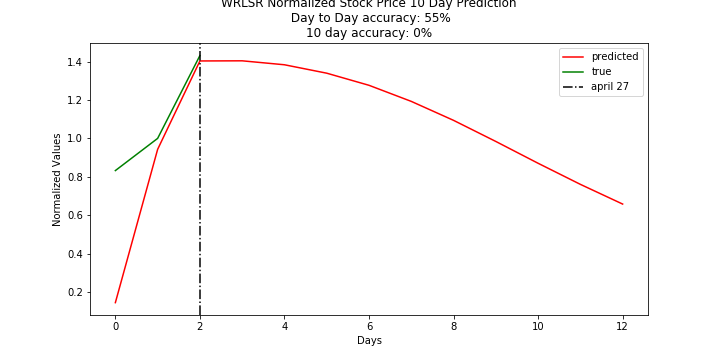 WRLSR Normalized Stock Price 10 Day Prediction
Day to Day accuracy: 55%
10 day accuracy: 0%
1.4
1.2
1.0
0.8
0.6
0.4
0.2
Normalized Values
predicted
true
april 27
0 2 4 6 8 10 12
Days